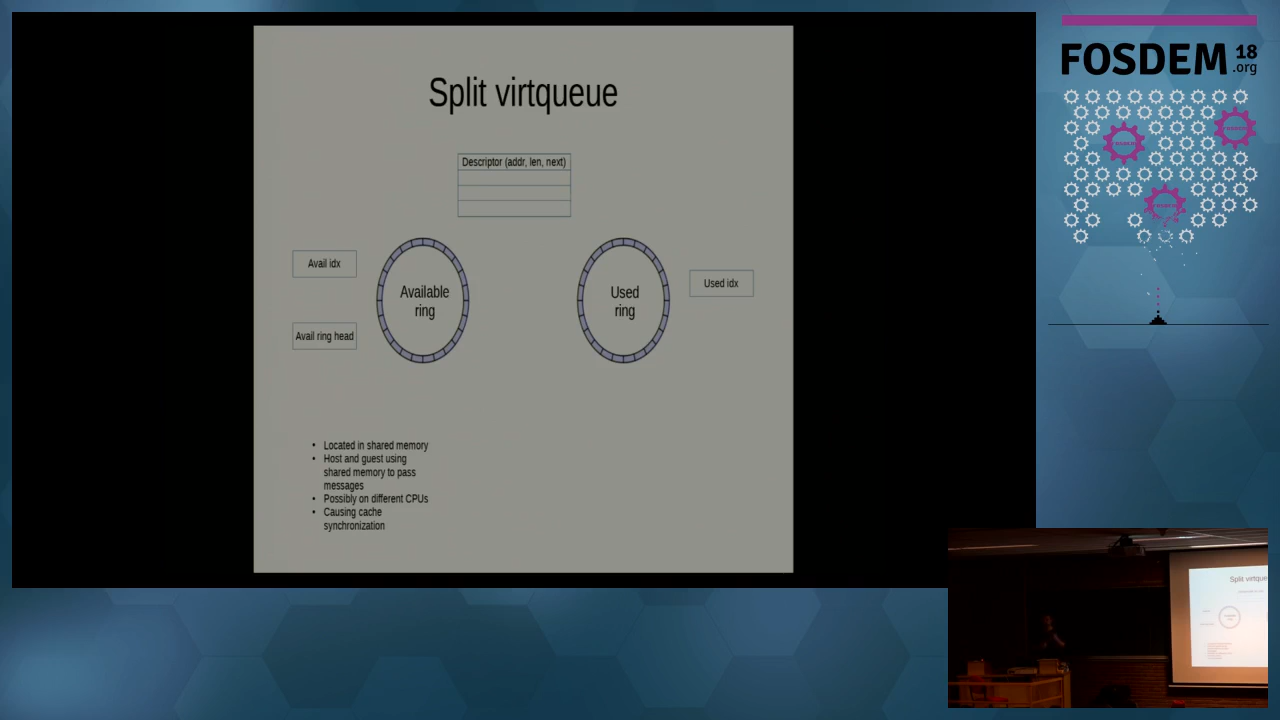 Split virtqueue
Descriptor (addr, len, next)
Avail idx
Available
ring
Avail ring head
Used
ring
Used idx
• Located in shared memory
• Host and guest using
shared memory to pass
messages
• Possibly on different CPUs
• Causing cache
synchronization
FOSDEM 18
.org
Split virtque